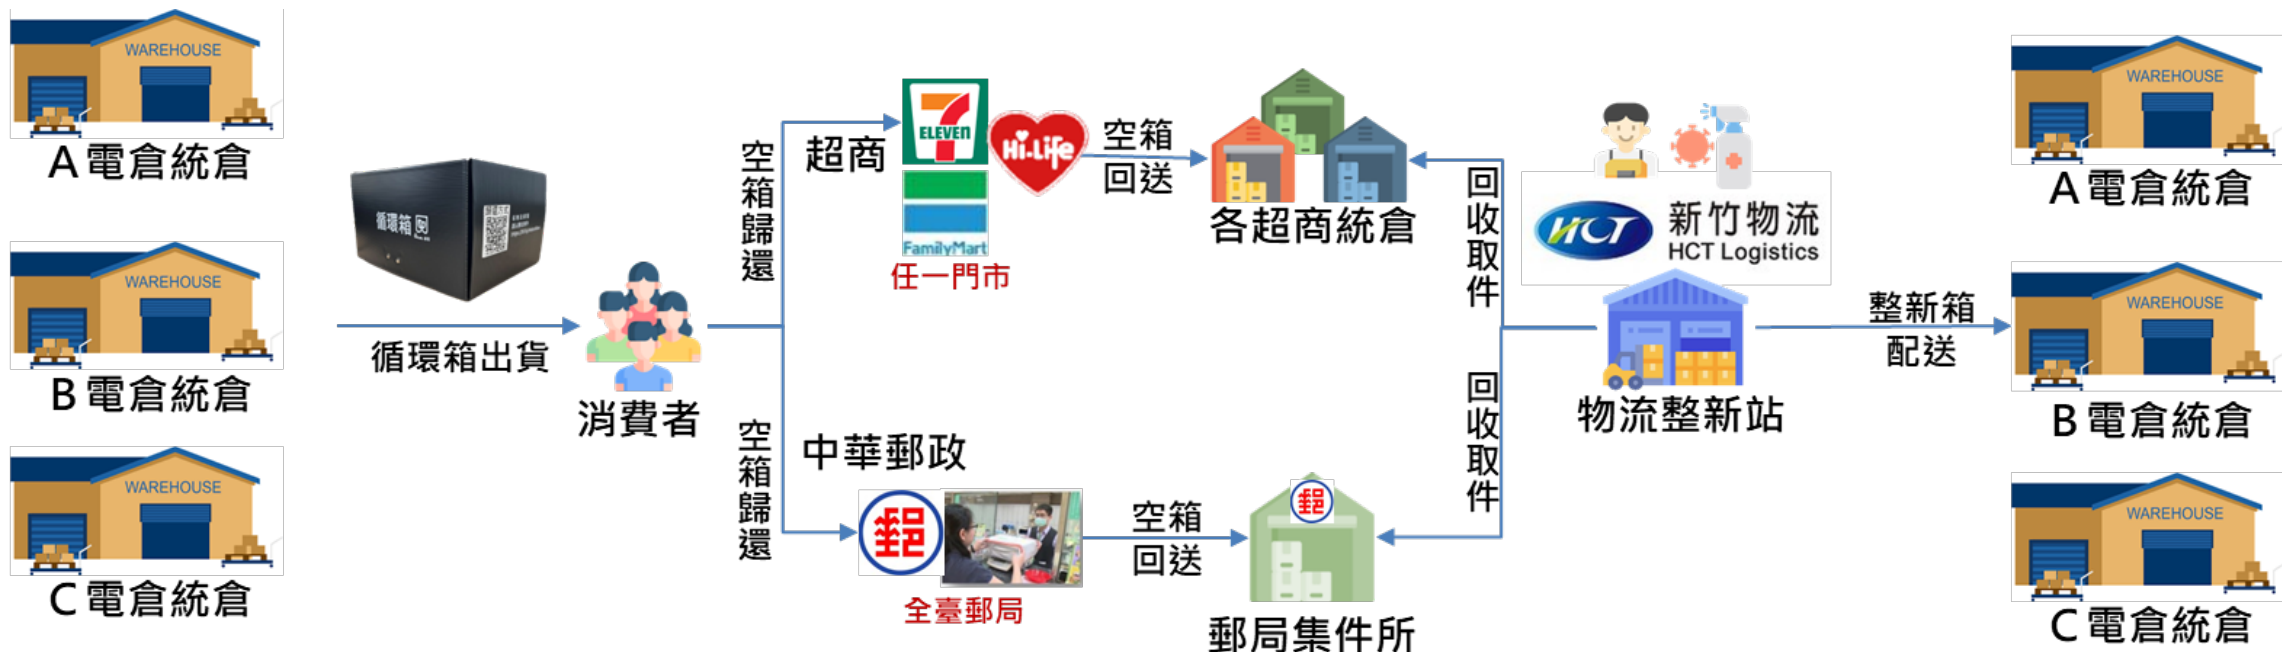 WAREHOUSE
A電倉統倉
WAREHOUSE
B電倉統倉
WAREHOUSE
C電倉統倉
循環箱
循環箱出貨
消費者
空箱歸還
空箱歸還
超商
7
ELEVEN
Hi-Life
FamilyMart
任一門市
中華郵政
郵
全臺郵局
空箱
回送
各超商統倉
空箱
回送
郵
郵局集件所
回收取件
回收取件
HCT
新竹物流
HCT Logistics
物流整新站
整新箱
配送
WAREHOUSE
A電倉統倉
WAREHOUSE
B電倉統倉
WAREHOUSE
C電倉統倉